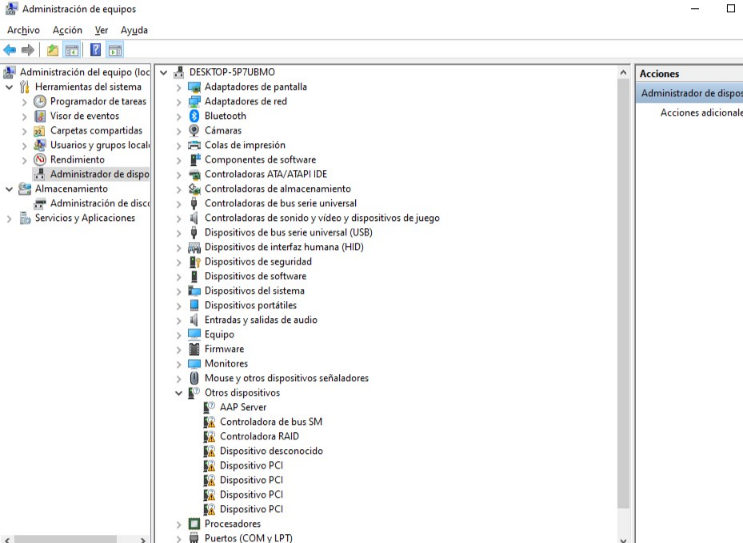 Administración de equipos
Archivo Acción Ver Ayuda
Administración del equipo (loc
Herramientas del sistema
Programador de tareas
Visor de eventos
Carpetas compartidas
Usuarios y grupos local
Rendimiento
Administrador de dispo
Almacenamiento
Administración de disc
Servicios y Aplicaciones
DESKTOP-5P7UBMO
Adaptadores de pantalla
Adaptadores de red
Bluetooth
Cámaras
Colas de impresión
Componentes de software
Controladoras ATA/ATAPI IDE
Controladoras de almacenamiento
Controladoras de bus serie universal
Controladoras de sonido y vídeo y dispositivos de juego
Dispositivos de bus serie universal (USB)
Dispositivos de interfaz humana (HID)
Dispositivos de seguridad
Dispositivos de software
Dispositivos del sistema
Dispositivos portátiles
Entradas y salidas de audio
Equipo
Firmware
Monitores
Mouse y otros dispositivos señaladores
Otros dispositivos
AAP Server
Controladora de bus SM
Controladora RAID
Dispositivo desconocido
Dispositivo PCI
Dispositivo PCI
Dispositivo PCI
Dispositivo PCI
Procesadores
Puertos (COM y LPT)
Acciones
Administrador de dispos
Acciones adicionale